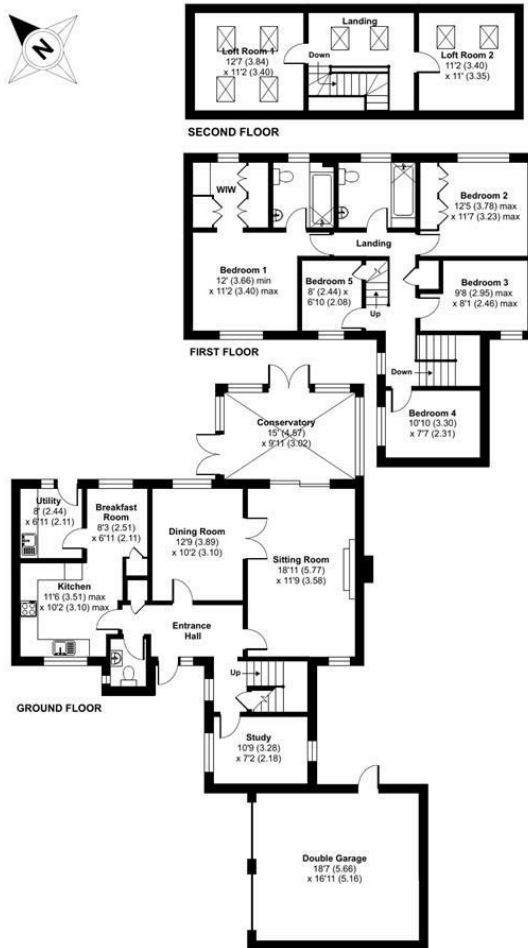 N
Landing
Loft Room 1
12'7 (3.84)
x 11'2 (3.40)
Down
Loft Room 2
11'2 (3.40)
x 11' (3.35)
SECOND FLOOR
WIW
Bedroom 2
12'5 (3.78) max
x 11'7 (3.23) max
Landing
Bedroom 1
12' (3.66) min
x 11'2 (3.40) max
Bedroom 5
8' (2.44) x
6'10 (2.08)
Up
Bedroom 3
9'8 (2.95) max
x 8'1 (2.46) max
FIRST FLOOR
Down
Bedroom 4
10'10 (3.30)
x 7'7 (2.31)
Conservatory
15' (4.57)
x 9'11 (3.02)
Utility
8' (2.44)
x 6'11 (2.11)
Breakfast
Room
8'3 (2.51)
x 6'11 (2.11)
Dining Room
12'9 (3.89)
x 10'2 (3.10)
Sitting Room
18'11 (5.77)
x 11'9 (3.58)
Kitchen
11'6 (3.51) max
x 10'2 (3.10) max
Entrance
Hall
Up
GROUND FLOOR
Study
10'9 (3.28)
x 7'2 (2.18)
Double Garage
18'7 (5.66)
x 16'11 (5.16)